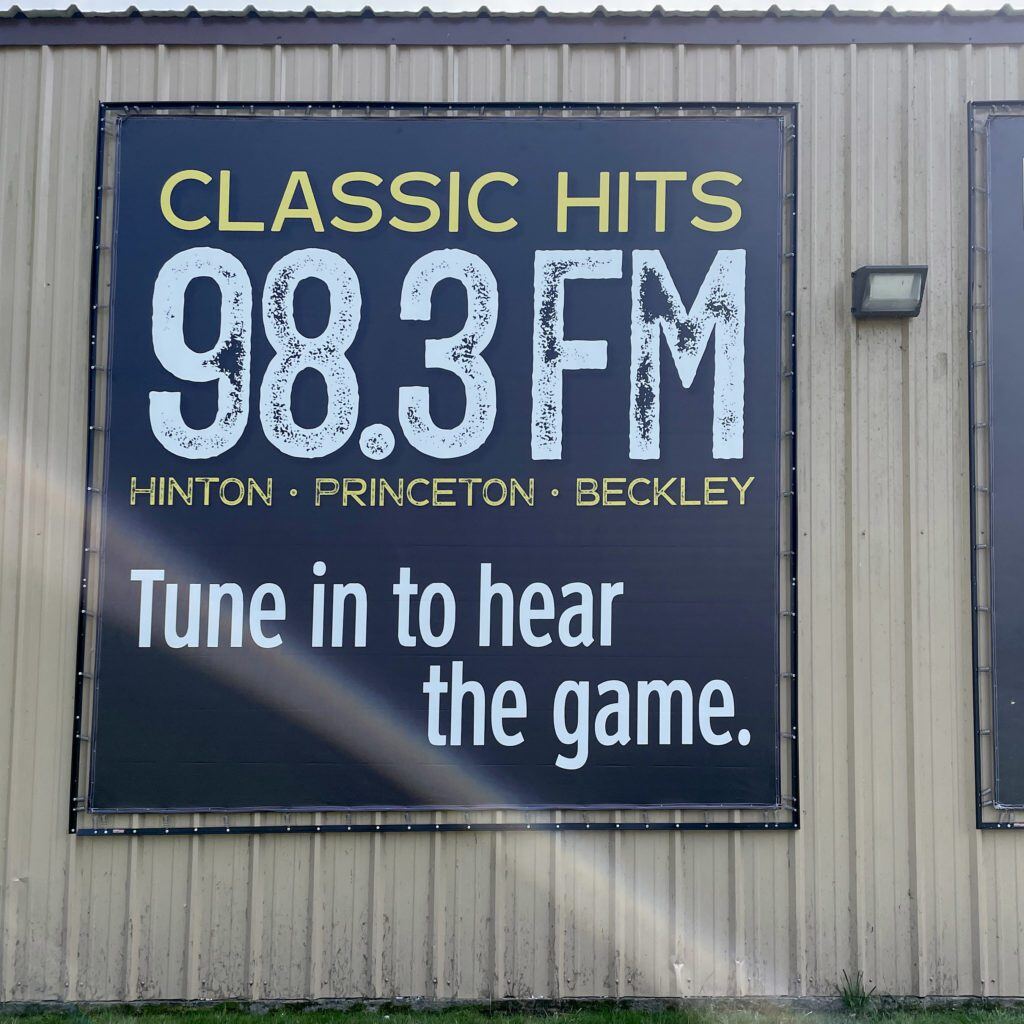 CLASSIC HITS
98.3 FM
HINTON • PRINCETON • BECKLEY
Tune in to hear
the game.